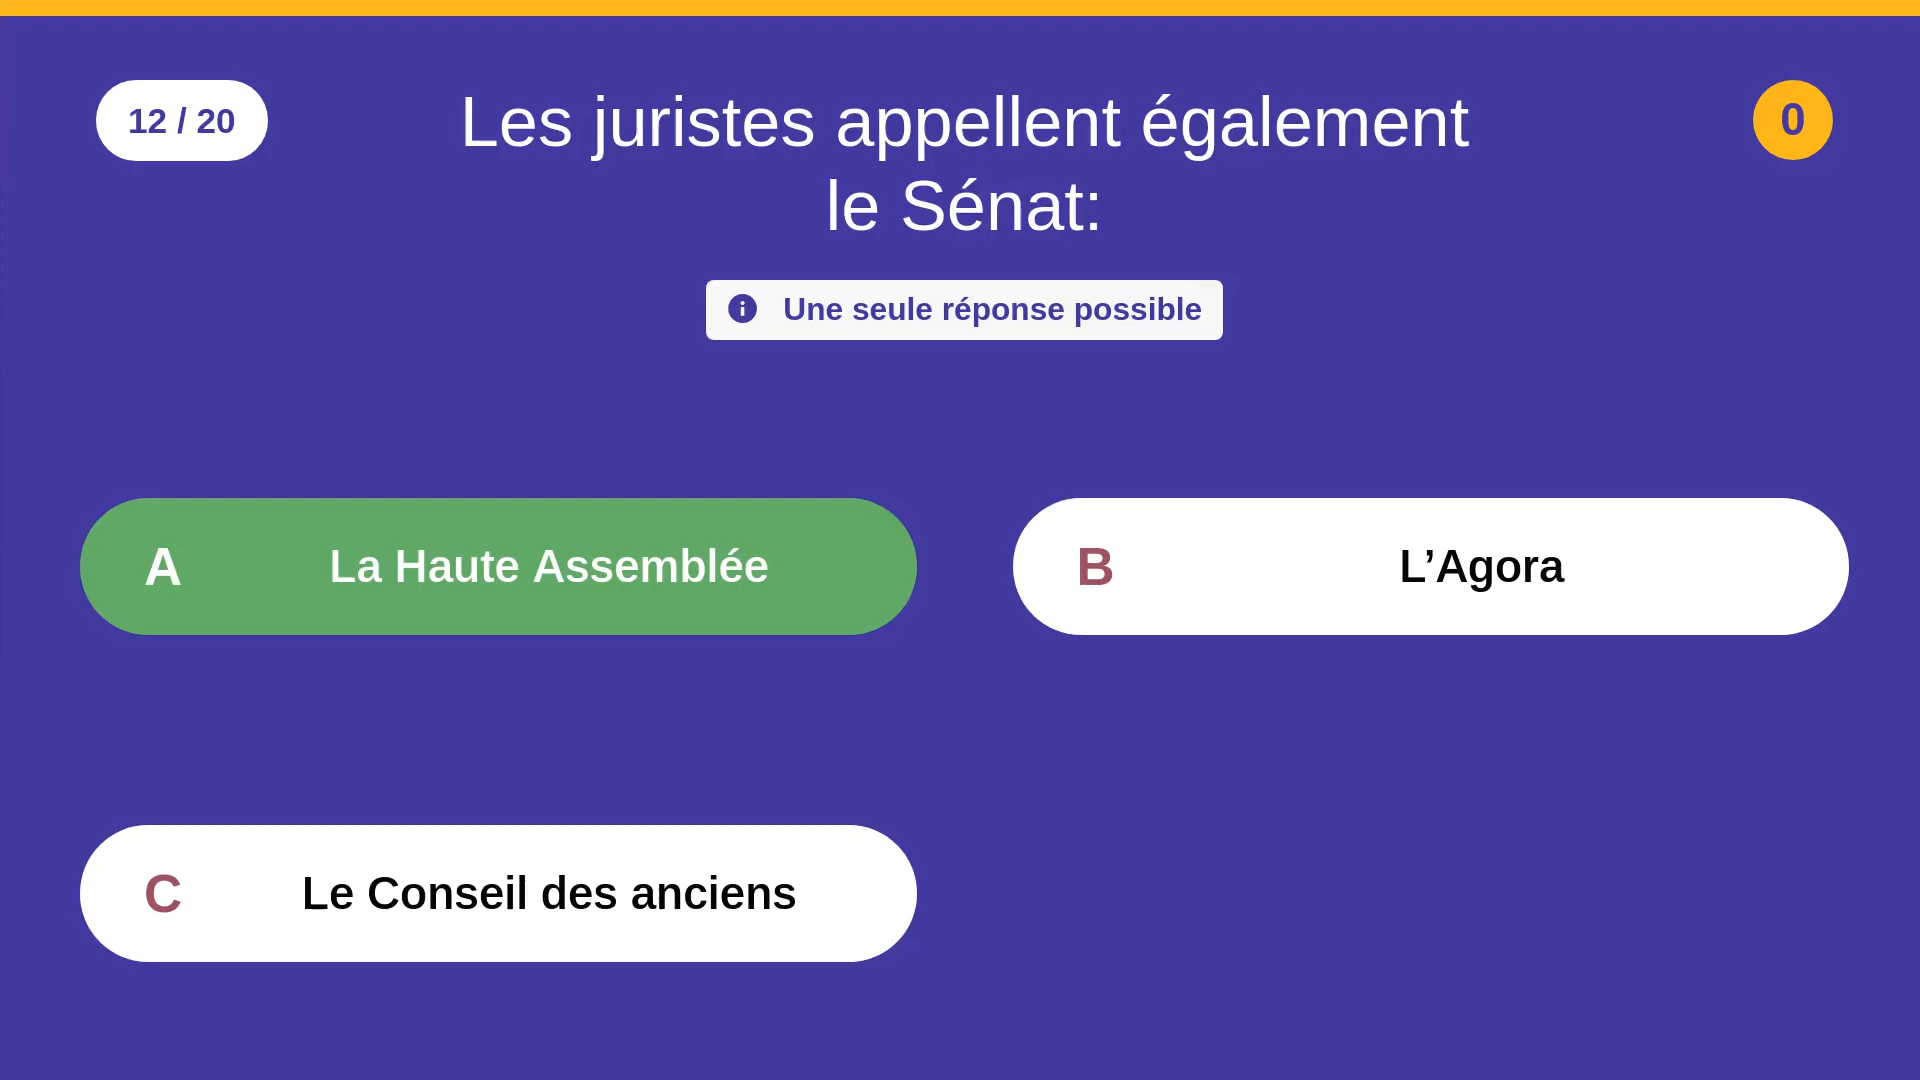 12 / 20
Les juristes appellent également
le Sénat:
0
Une seule réponse possible
A La Haute Assemblée
B L’Agora
C Le Conseil des anciens